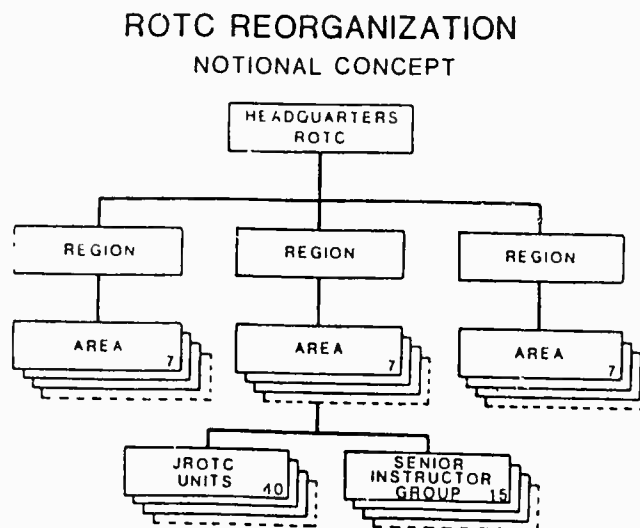 ROTC REORGANIZATION
NOTIONAL CONCEPT
HEADQUARTERS
ROTC
REGION
REGION
REGION
AREA
7
AREA
7
AREA
7
JROTC
UNITS
40
SENIOR
INSTRUCTOR
GROUP
15